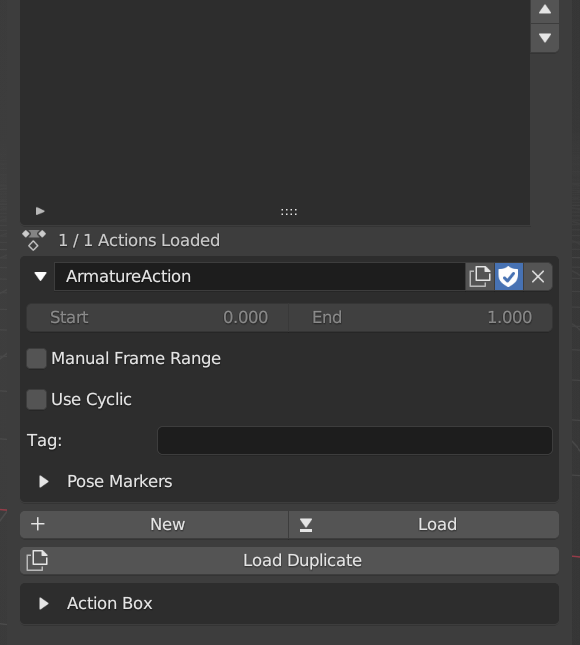 1 / 1 Actions Loaded
ArmatureAction
Start 0.000 End 1.000
Manual Frame Range
Use Cyclic
Tag:
Pose Markers
New Load
Load Duplicate
Action Box